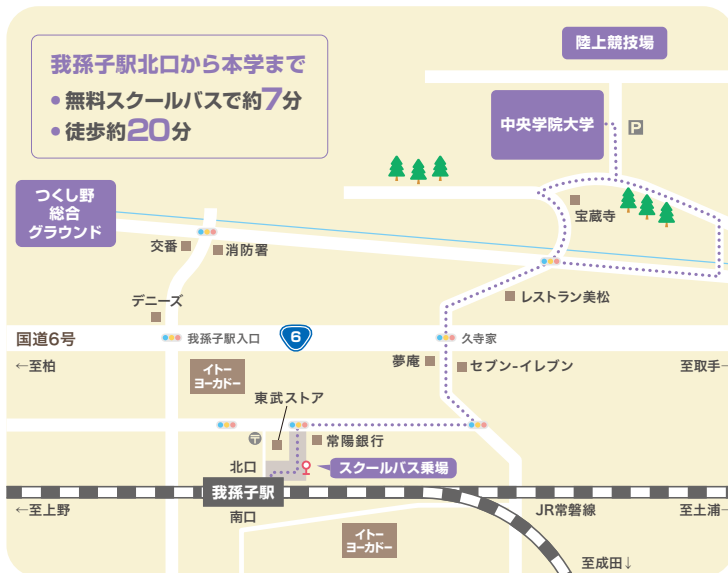 陸上競技場
我孫子駅北口から本学まで
• 無料スクールバスで約7分
• 徒歩約20分
中央学院大学
P
つくし野
総合
グラウンド
宝蔵寺
交番
消防署
レストラン美松
デニーズ
国道6号
我孫子駅入口
6
久寺家
←至柏
イトー
ヨーカドー
夢庵
セブン-イレブン
至取手→
東武ストア
〒
常陽銀行
北口
スクールバス乗場
我孫子駅
←至上野
南口
JR常磐線
至土浦→
イトー
ヨーカドー
至成田↓